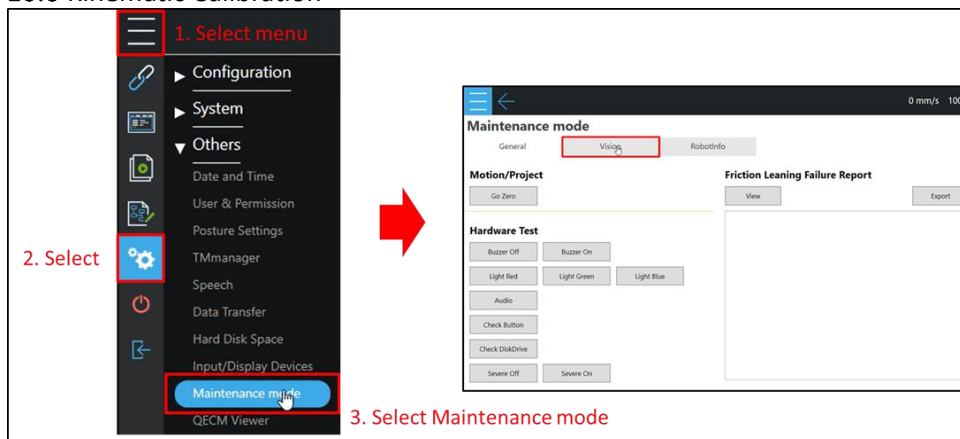 1. Select menu
Configuration
System
Others
Date and Time
User & Permission
Posture Settings
2. Select
TMmanager
Speech
Data Transfer
Hard Disk Space
Input/Display Devices
Maintenance mode
QECM Viewer
3. Select Maintenance mode
0 mm/s 100
Maintenance mode
General Vision RobotInfo
Motion/Project
Go Zero
Friction Leaning Failure Report
View Export
Hardware Test
Buzzer Off Buzzer On
Light Red Light Green Light Blue
Audio
Check Button
Check DiskDrive
Severe Off Severe On